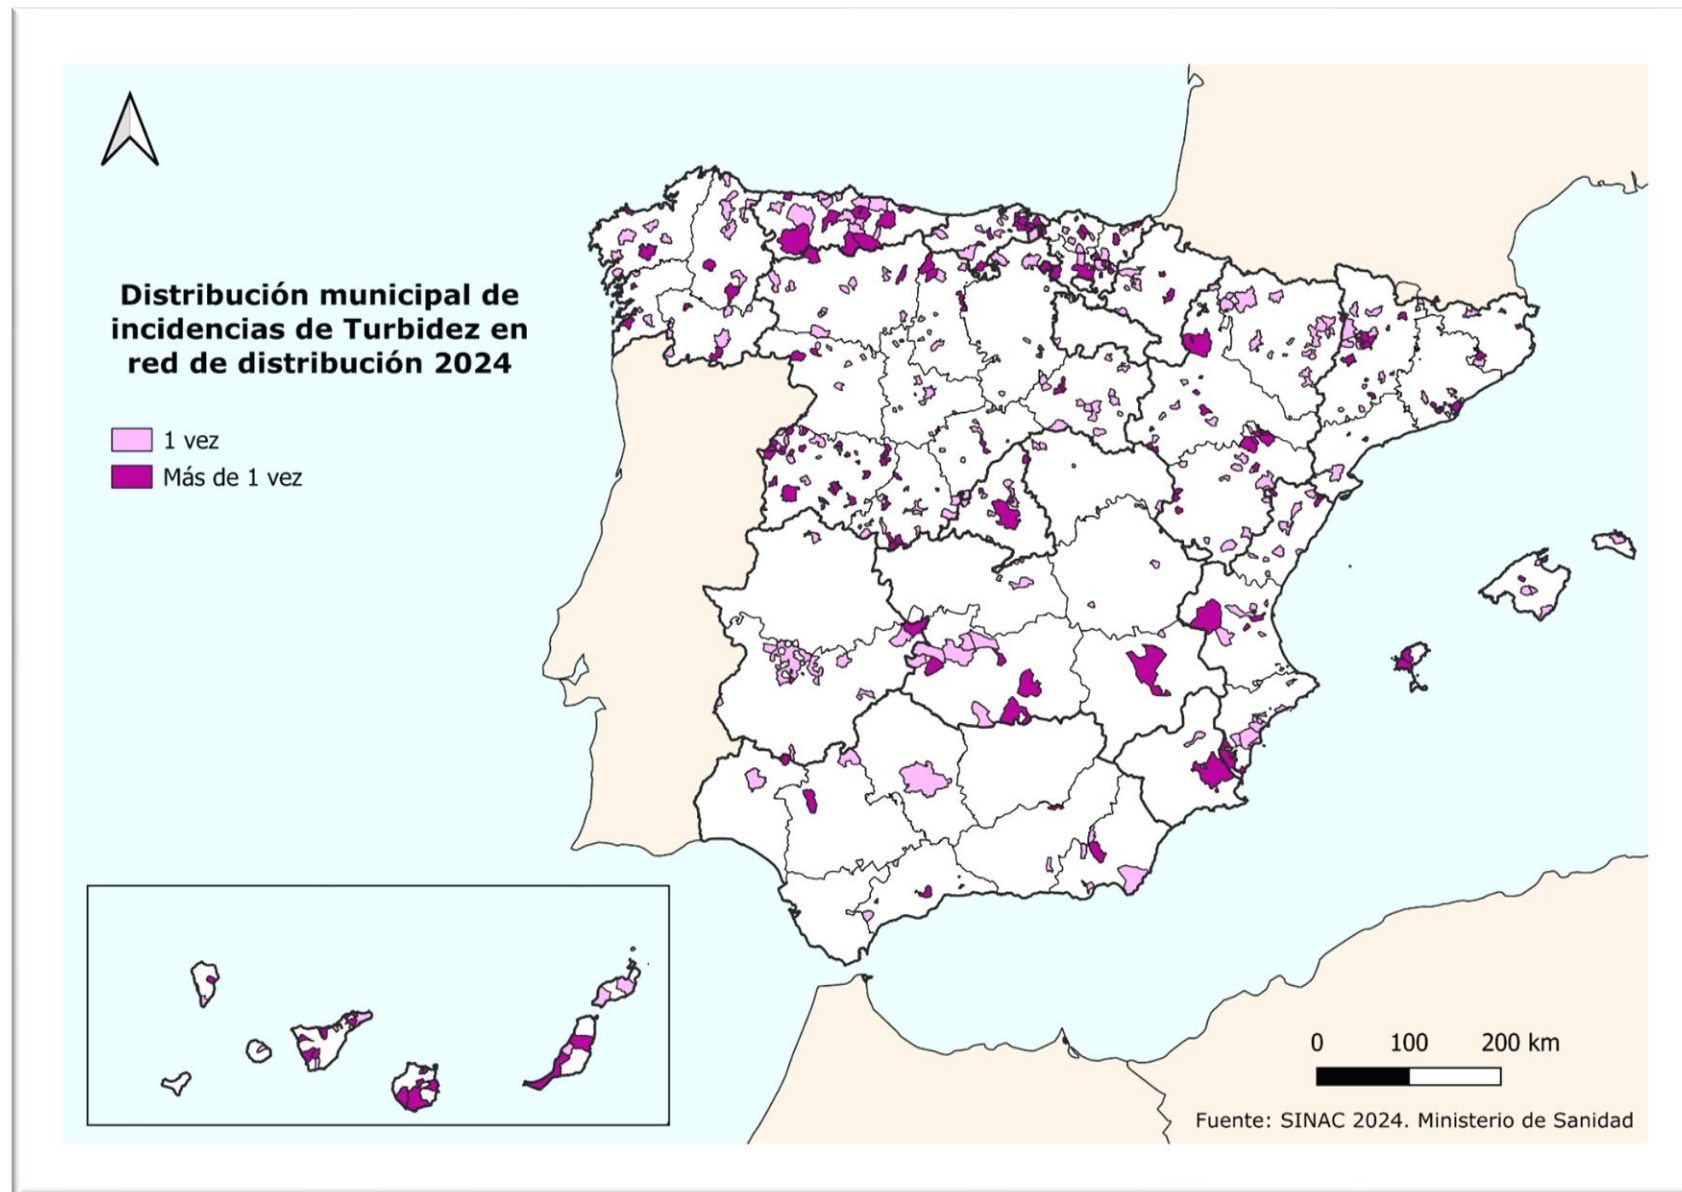 Distribución municipal de
incidencias de Turbidez en
red de distribución 2024
1 vez
Más de 1 vez
0 100 200 km
Fuente: SINAC 2024. Ministerio de Sanidad